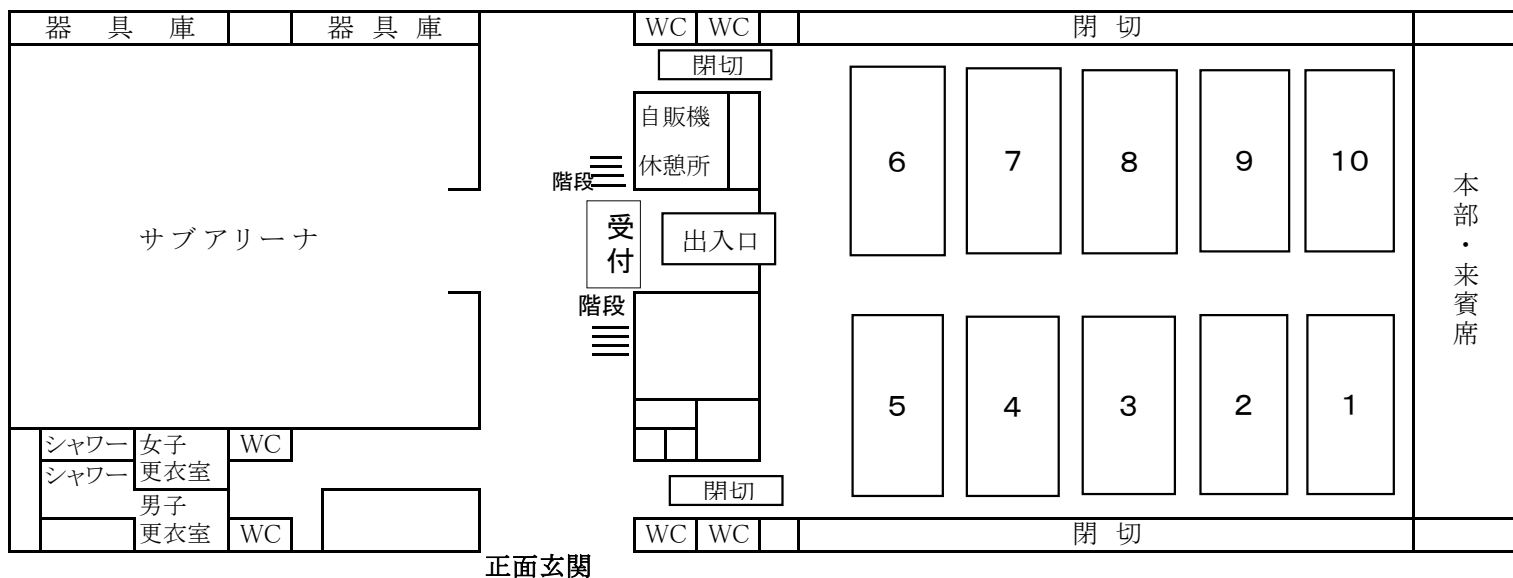 器 具 庫
器 具 庫
WC WC
閉 切
閉切
自販機
休憩所
階段
6 7 8 9 10
本部・来賓席
サブアリーナ
受付
出入口
階段
5 4 3 2 1
シャワー 女子 WC
シャワー 更衣室
男子
更衣室 WC
閉切
WC WC
閉 切
正面玄関